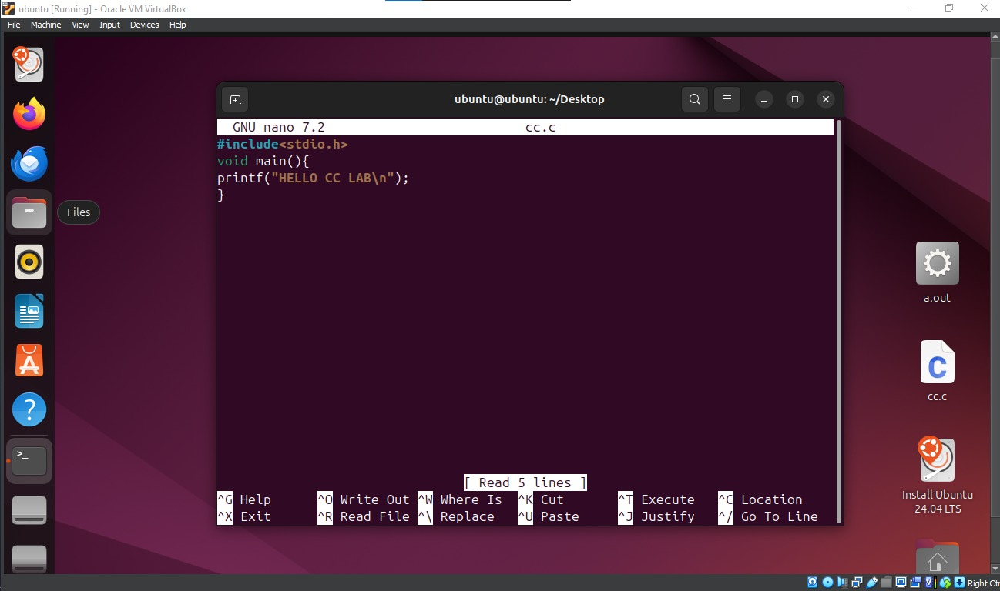 ubuntu [Running] - Oracle VM VirtualBox
File Machine View Input Devices Help
ubuntu@ubuntu: ~/Desktop
GNU nano 7.2 cc.c
#include<stdio.h>
void main(){
printf("HELLO CC LAB\n");
}
Files
a.out
cc.c
Install Ubuntu
24.04 LTS
[ Read 5 lines ]
^G Help ^O Write Out ^W Where Is ^K Cut ^T Execute ^C Location
^X Exit ^R Read File ^\ Replace ^U Paste ^J Justify ^/ Go To Line
Right Ctr